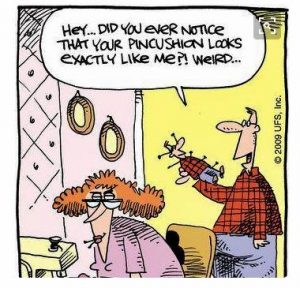 HEY... DID YOU EVER NOTICE
THAT YOUR PINCUSHION LOOKS
EXACTLY LIKE ME?! WEIRD...
© 2009 UFS, Inc.